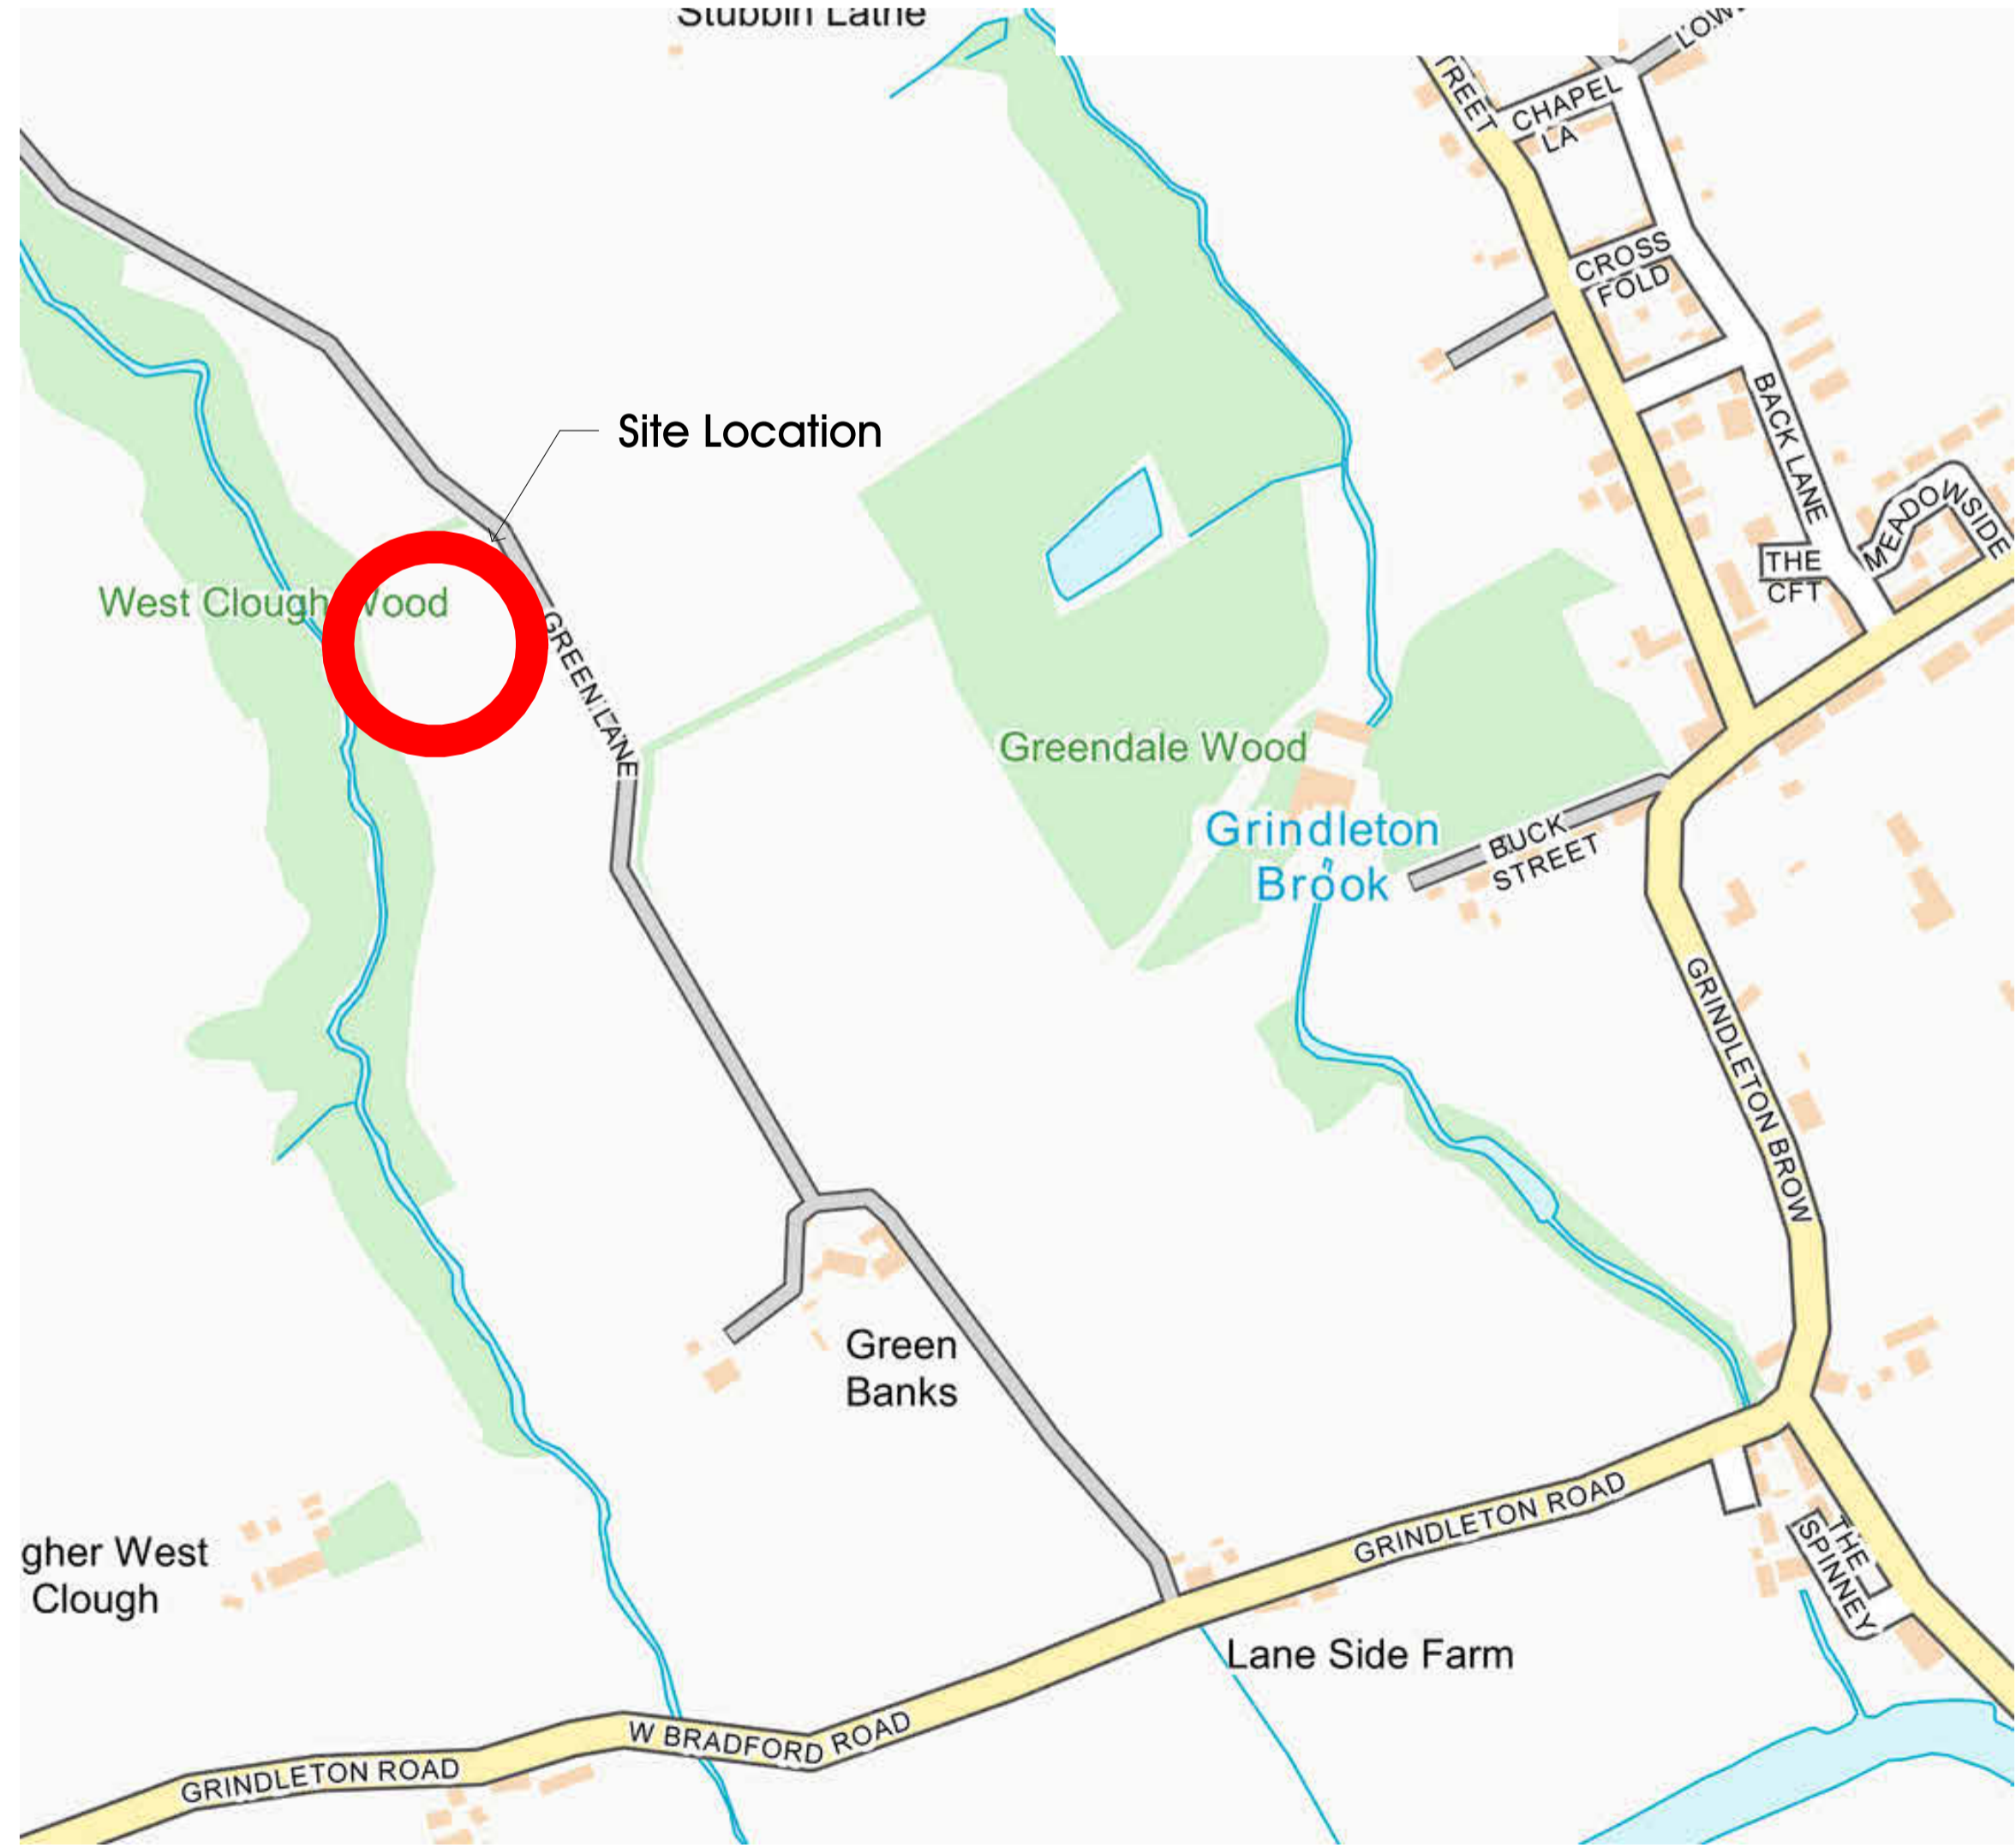 Stubbin Laithe
TREET
CHAPEL
LA
CROSS
FOLD
BACK LANE
MEADOWSIDE
THE
CFT
Site Location
West Clough Wood
GREEN LANE
Greendale Wood
Grindleton
Brook
BUCK
STREET
GRINDLETON BROW
Green
Banks
gher West
Clough
GRINDLETON ROAD
THE
SPINNEY
Lane Side Farm
W BRADFORD ROAD
GRINDLETON ROAD